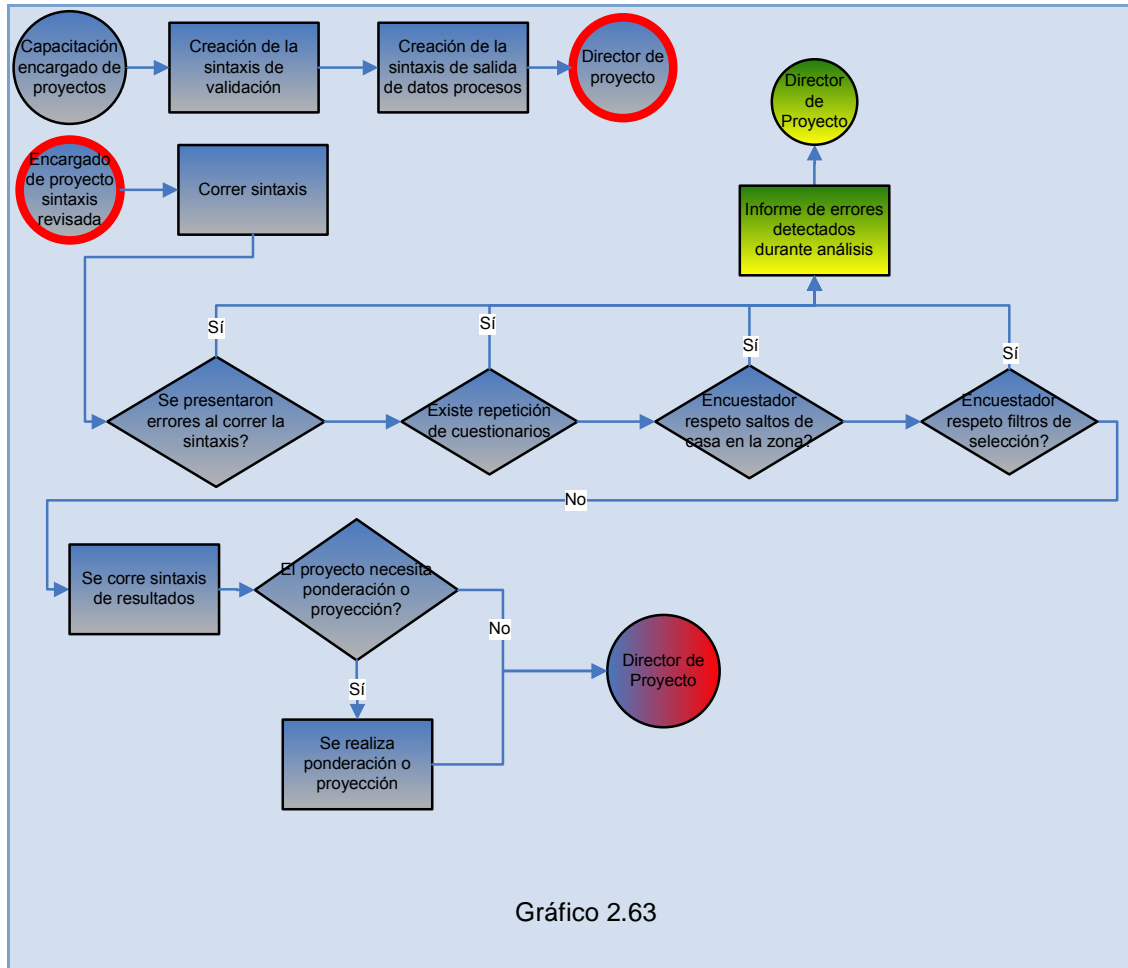 Capacitación
encargado de
proyectos
Creación de la
sintaxis de
validación
Creación de la
sintaxis de salida
de datos procesos
Director de
proyecto
Director
de
Proyecto
Encargado
de proyecto
sintaxis
revisada
Correr sintaxis
Informe de errores
detectados
durante análisis
Sí
Sí
Sí
Sí
Se presentaron
errores al correr la
sintaxis?
Existe repetición
de cuestionarios
Encuestador
respeto saltos de
casa en la zona?
Encuestador
respeto filtros de
selección?
No
Se corre sintaxis
de resultados
El proyecto necesita
ponderación o
proyección?
No
Sí
Director de
Proyecto
Se realiza
ponderación o
proyección
Gráfico 2.63